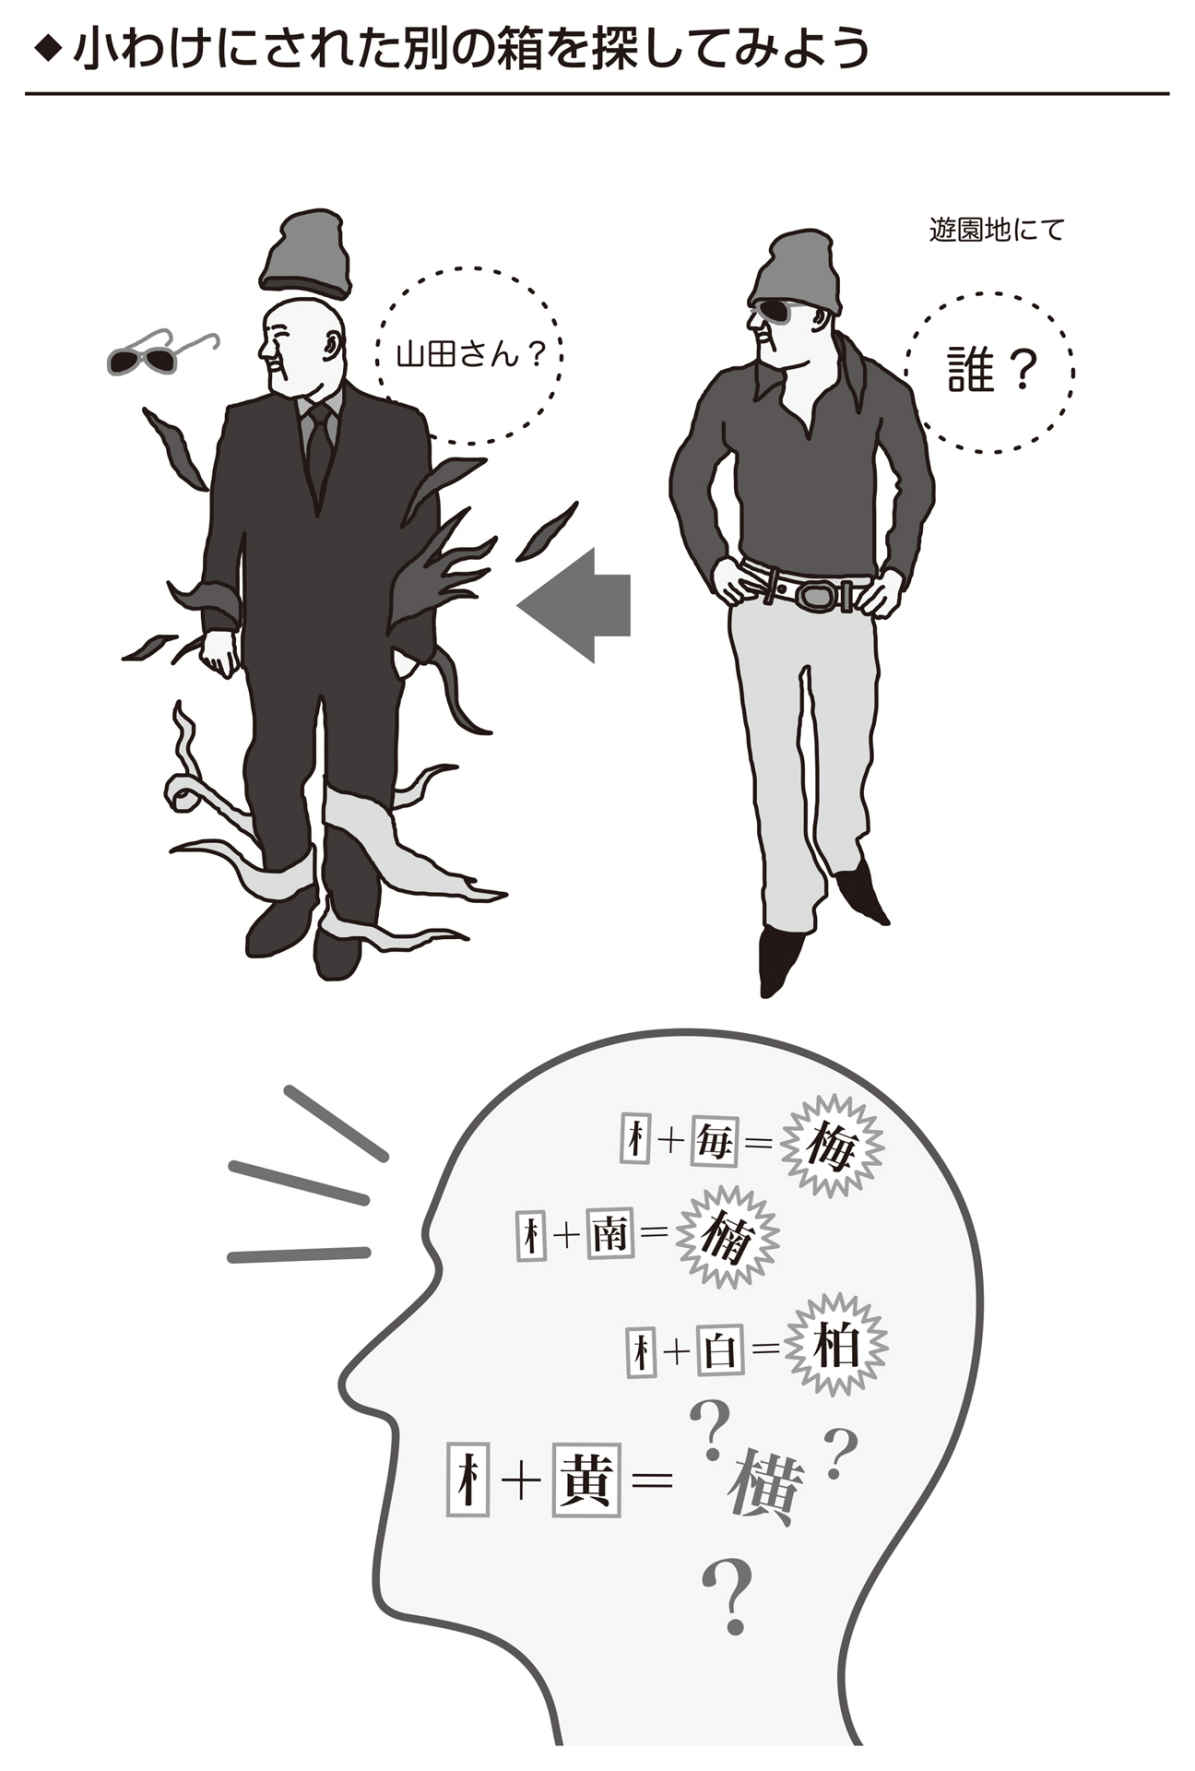 ◆小わけにされた別の箱を探してみよう
遊園地にて
誰？
山田さん？
木＋毎＝梅
木＋南＝楠
木＋白＝柏
木＋黄＝横
？
？
？